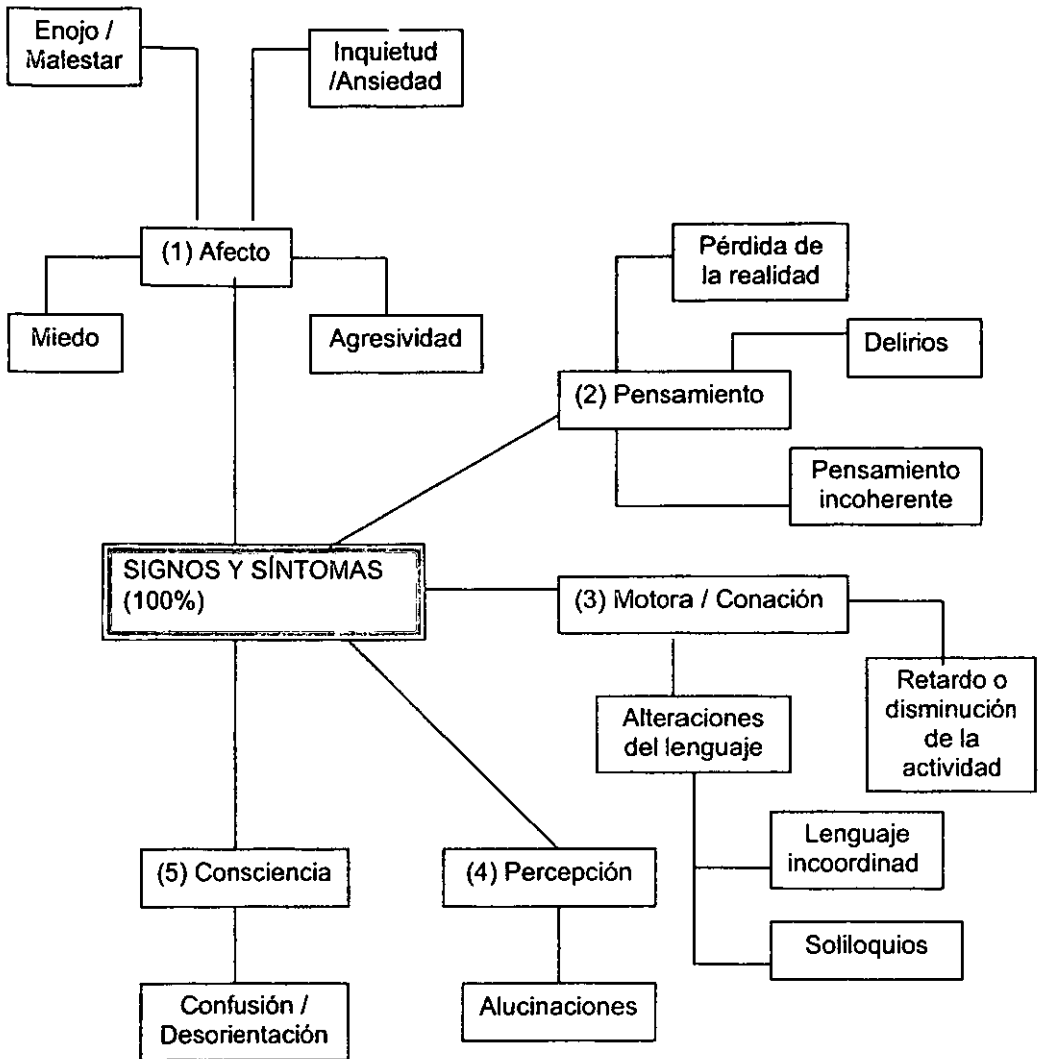 Enojo /
Malestar
Inquietud
/Ansiedad
(1) Afecto
Miedo
Agresividad
Pérdida de
la realidad
Delirios
(2) Pensamiento
Pensamiento
incoherente
SIGNOS Y SÍNTOMAS
(100%)
(3) Motora / Conación
Alteraciones
del lenguaje
Retardo o
disminución
de la
actividad
Lenguaje
incoordinad
Soliloquios
(5) Consciencia
(4) Percepción
Confusión /
Desorientación
Alucinaciones